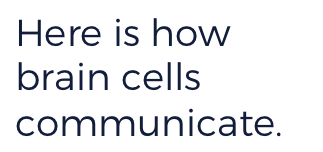 Here is how
brain cells
communicate.